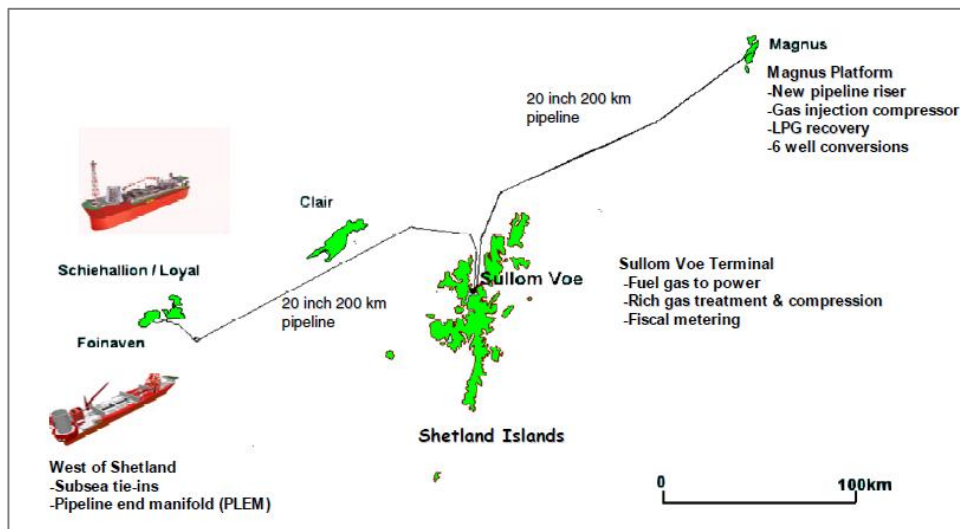 Magnus
Magnus Platform
-New pipeline riser
-Gas injection compressor
-LPG recovery
-6 well conversions
20 inch 200 km
pipeline
Clair
Schiehallion / Loyal
Sullom Voe
Sullom Voe Terminal
-Fuel gas to power
-Rich gas treatment & compression
-Fiscal metering
20 inch 200 km
pipeline
Foinaven
Shetland Islands
West of Shetland
-Subsea tie-ins
-Pipeline end manifold (PLEM)
0 100km